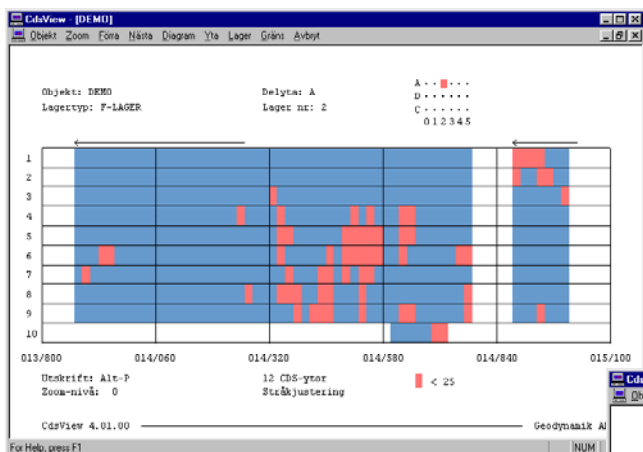 CdsView - [DEMO]
Objekt Zoom Förra Nästa Diagram Yta Lager Gräns Avbryt
Objekt: DEMO Delyta: A
Lagertyp: F-LAGER Lager nr: 2
A
D
C
0 1 2 3 4 5
1
2
3
4
5
6
7
8
9
10
013/800 014/060 014/320 014/580 014/840 015/100
Utskrift: Alt-P 12 CDS-ytor < 25
Zoom-nivå: 0 Stråkjustering
CdsView 4.01.00 Geodynamik
For Help, press F1 NUM